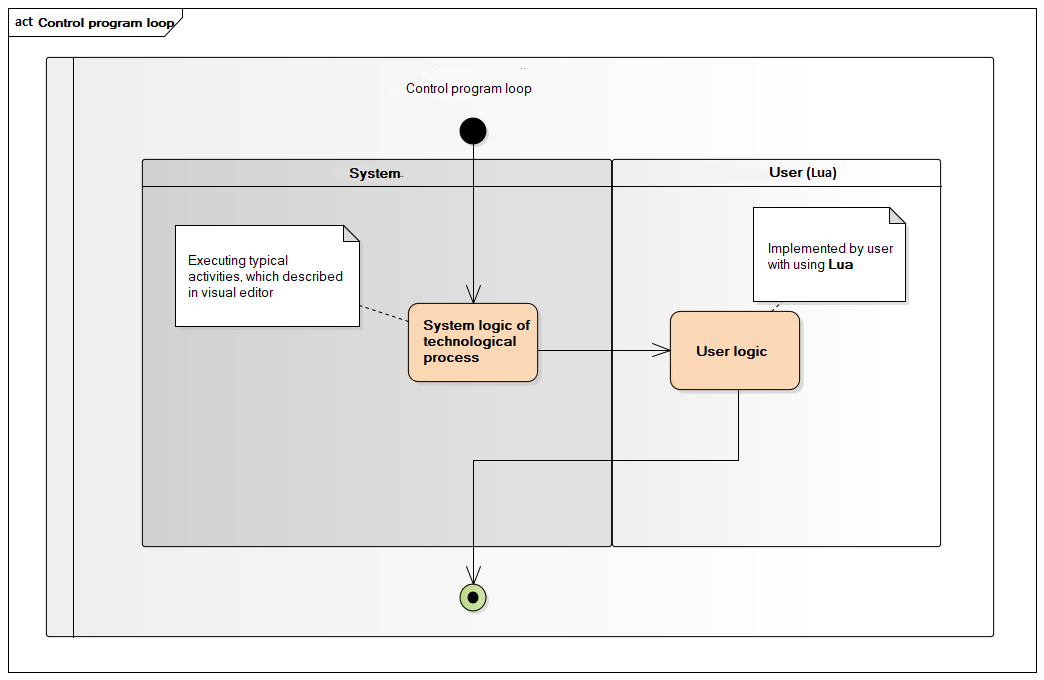 act Control program loop
Control program loop
System
User (Lua)
Executing typical
activities, which described
in visual editor
Implemented by user
with using Lua
System logic of
technological
process
User logic